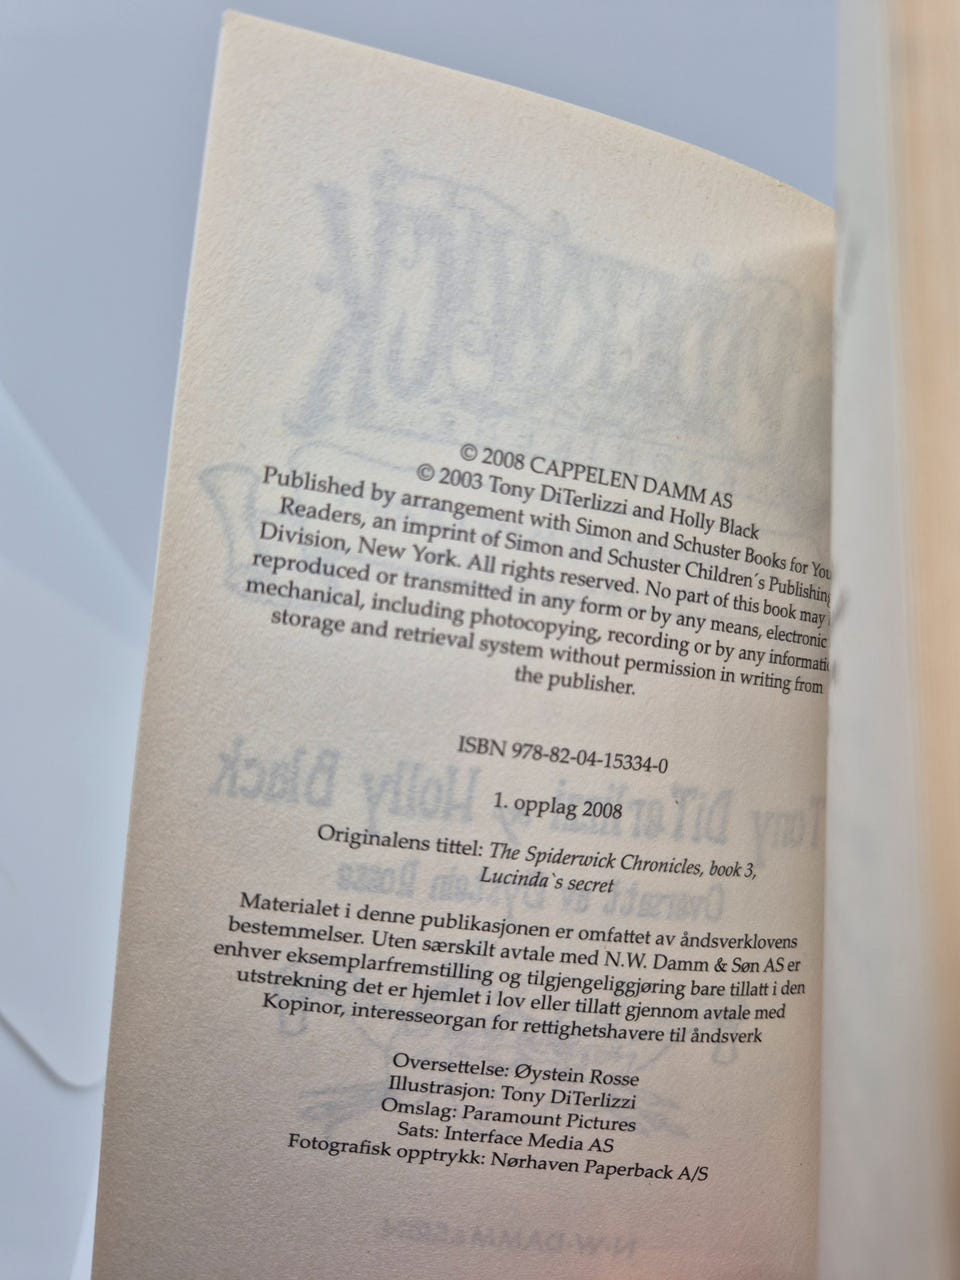 © 2008 CAPPELEN DAMM AS
© 2003 Tony DiTerlizzi and Holly Black
Published by arrangement with Simon and Schuster Books for You
Readers, an imprint of Simon and Schuster Children´s Publishing
Division, New York. All rights reserved. No part of this book may
reproduced or transmitted in any form or by any means, electronic
mechanical, including photocopying, recording or by any informati
storage and retrieval system without permission in writing from
the publisher.
ISBN 978-82-04-15334-0
1. opplag 2008
Originalens tittel: The Spiderwick Chronicles, book 3,
Lucinda`s secret
Materialet i denne publikasjonen er omfattet av åndsverklovens
bestemmelser. Uten særskilt avtale med N.W. Damm & Søn AS er
enhver eksemplarfremstilling og tilgjengeliggjøring bare tillatt i den
utstrekning det er hjemlet i lov eller tillatt gjennom avtale med
Kopinor, interesseorgan for rettighetshavere til åndsverk
Oversettelse: Øystein Rosse
Illustrasjon: Tony DiTerlizzi
Omslag: Paramount Pictures
Sats: Interface Media AS
Fotografisk opptrykk: Nørhaven Paperback A/S